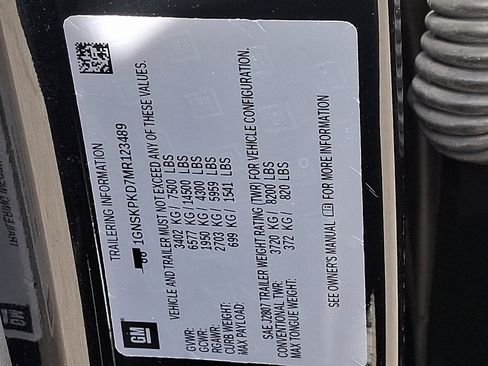 GM
TRAILERING INFORMATION
1GNSKPKD7MR123489
VEHICLE AND TRAILER MUST NOT EXCEED ANY OF THESE VALUES.
GVWR: 3402 KG / 7500 LBS
GCWR: 6577 KG / 14500 LBS
RGAWR: 1950 KG / 4300 LBS
CURB WEIGHT: 2703 KG / 5959 LBS
MAX PAYLOAD: 699 KG / 1541 LBS
SAE J2807 TRAILER WEIGHT RATING (TWR) FOR VEHICLE CONFIGURATION.
CONVENTIONAL TWR: 3720 KG / 8200 LBS
MAX TONGUE WEIGHT: 372 KG / 820 LBS
SEE OWNER'S MANUAL FOR MORE INFORMATION
GM